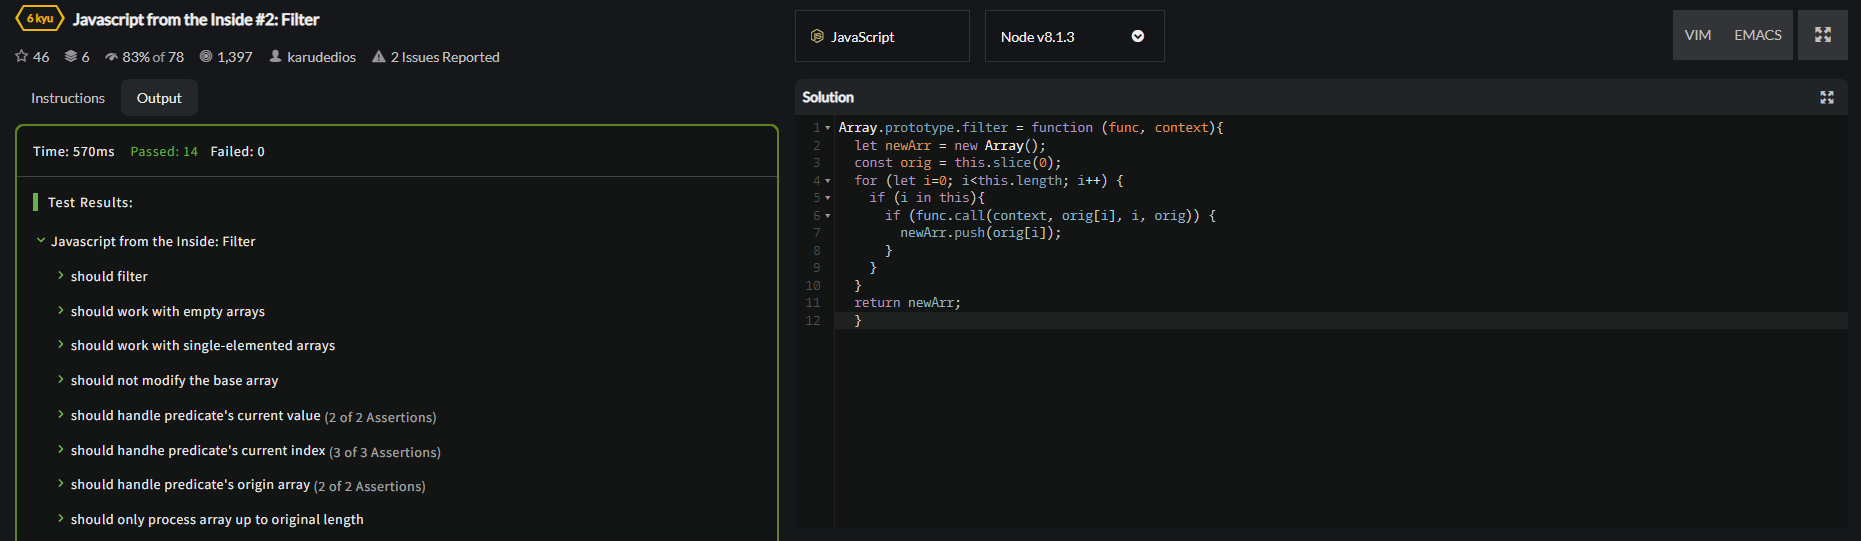 6 kyu Javascript from the Inside #2: Filter
46 6 83% of 78 1,397 karudedios 2 Issues Reported
Instructions Output
Time: 570ms Passed: 14 Failed: 0
Test Results:
Javascript from the Inside: Filter
should filter
should work with empty arrays
should work with single-elemented arrays
should not modify the base array
should handle predicate's current value (2 of 2 Assertions)
should handhe predicate's current index (3 of 3 Assertions)
should handle predicate's origin array (2 of 2 Assertions)
should only process array up to original length
JS JavaScript Node v8.1.3 VIM EMACS
Solution
1 Array.prototype.filter = function (func, context){
2 let newArr = new Array();
3 const orig = this.slice(0);
4 for (let i=0; i<this.length; i++) {
5 if (i in this){
6 if (func.call(context, orig[i], i, orig)) {
7 newArr.push(orig[i]);
8 }
9 }
10 }
11 return newArr;
12 }